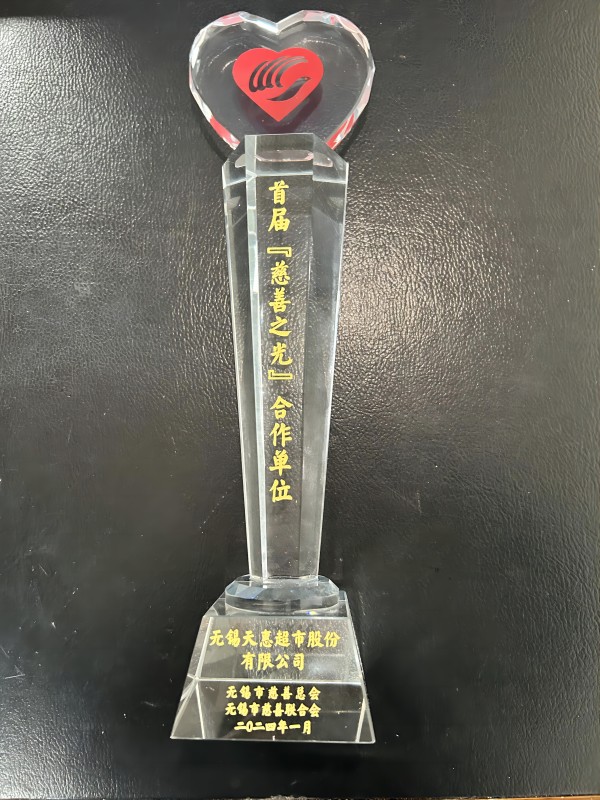 首届『慈善之光』合作单位
无锡天惠超市股份
有限公司
无锡市慈善总会
无锡市慈善联合会
二〇二四年一月